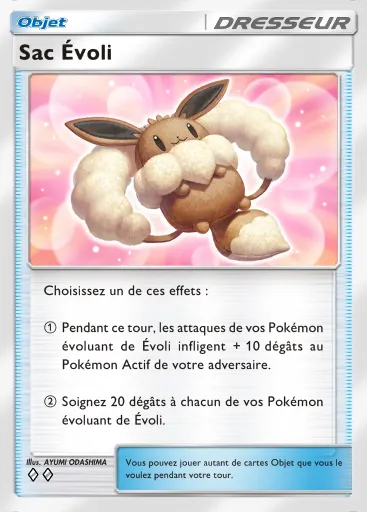 Objet
DRESSEUR
Sac Évoli
Choisissez un de ces effets :
① Pendant ce tour, les attaques de vos Pokémon
évoluant de Évoli infligent + 10 dégâts au
Pokémon Actif de votre adversaire.
② Soignez 20 dégâts à chacun de vos Pokémon
évoluant de Évoli.
Illus. AYUMI ODASHIMA
Vous pouvez jouer autant de cartes Objet que vous le
voulez pendant votre tour.